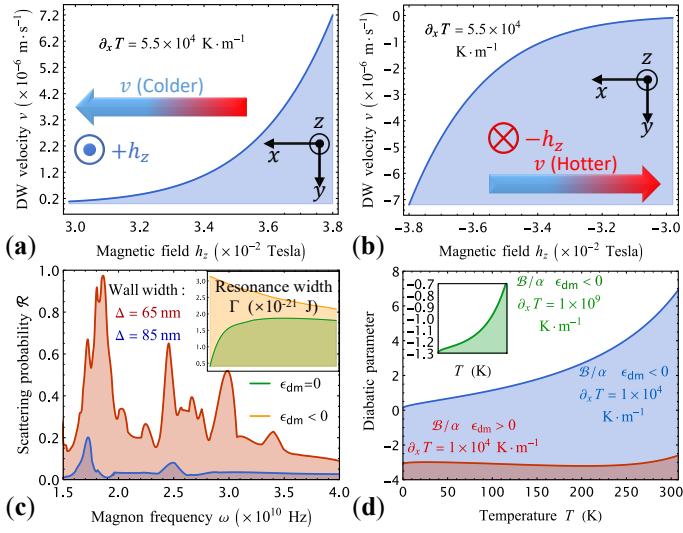 7.2
6.2
5.2
4.2
3.2
2.2
1.2
0.2
DW velocity v (×10⁻⁶ m·s⁻¹)
∂ₓT = 5.5×10⁴ K·m⁻¹
v (Colder)
+h_z
z
x
y
3.0 3.2 3.4 3.6 3.8
(a) Magnetic field h_z (×10⁻² Tesla)
0
−1
−2
−3
−4
−5
−6
−7
DW velocity v (×10⁻⁶ m·s⁻¹)
∂ₓT = 5.5×10⁴
K·m⁻¹
z
x
y
−h_z
v (Hotter)
−3.8 −3.6 −3.4 −3.2 −3.0
(b) Magnetic field h_z (×10⁻² Tesla)
1.0
0.8
0.6
0.4
0.2
0.0
Scattering probability ℛ
Wall width :
Δ = 65 nm
Δ = 85 nm
Resonance width
Γ (×10⁻²¹ J)
3.0
2.5
2.0
1.5
1.0
0.5
ϵ_dm=0
ϵ_dm < 0
1.5 2.0 2.5 3.0 3.5 4.0
(c) Magnon frequency ω (×10¹⁰ Hz)
8
6
4
2
0
−2
−4
Diabatic parameter
−0.7
−0.8
−0.9
−1.0
−1.1
−1.2
−1.3
T (K)
ℬ/α ϵ_dm < 0
∂ₓT = 1×10⁹
K·m⁻¹
ℬ/α ϵ_dm < 0
∂ₓT = 1×10⁴
K·m⁻¹
ℬ/α ϵ_dm > 0
∂ₓT = 1×10⁴ K·m⁻¹
0 50 100 150 200 250 300
(d) Temperature T (K)